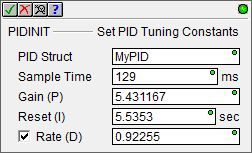 ?
PIDINIT Set PID Tuning Constants
PID Struct MyPID
Sample Time 129 ms
Gain (P) 5.431167
Reset (I) 5.5353 sec
Rate (D) 0.92255